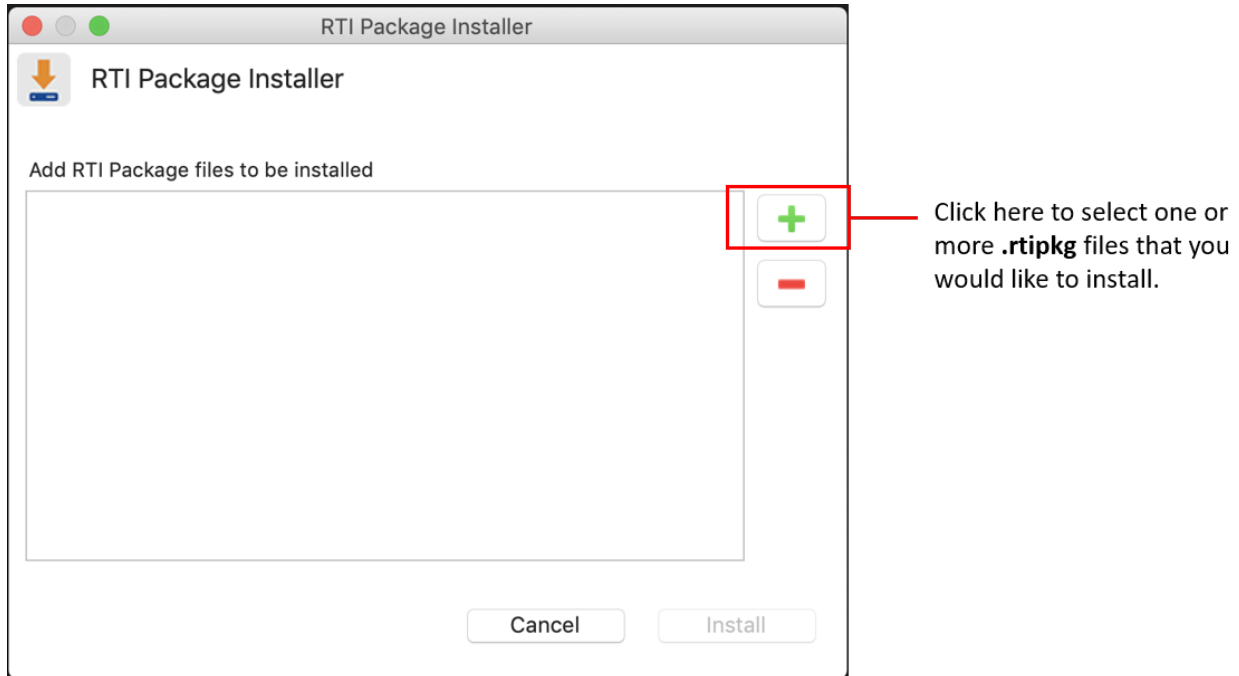 RTI Package Installer
RTI Package Installer
Add RTI Package files to be installed
Click here to select one or
more .rtipkg files that you
would like to install.
Cancel
Install